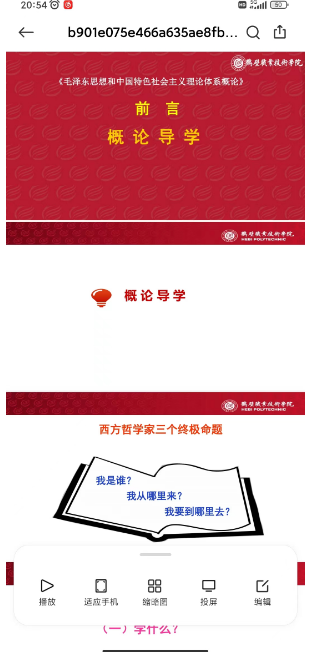 20:54
b901e075e466a635ae8fb...
鹤壁职业技术学院
《毛泽东思想和中国特色社会主义理论体系概论》
前 言
概 论 导 学
鹤壁职业技术学院
HEBI POLYTECHNIC
概 论 导 学
鹤壁职业技术学院
HEBI POLYTECHNIC
西方哲学家三个终极命题
我是谁？
我从哪里来？
我要到哪里去？
播放
适应手机
缩略图
投屏
编辑
（一）学什么？